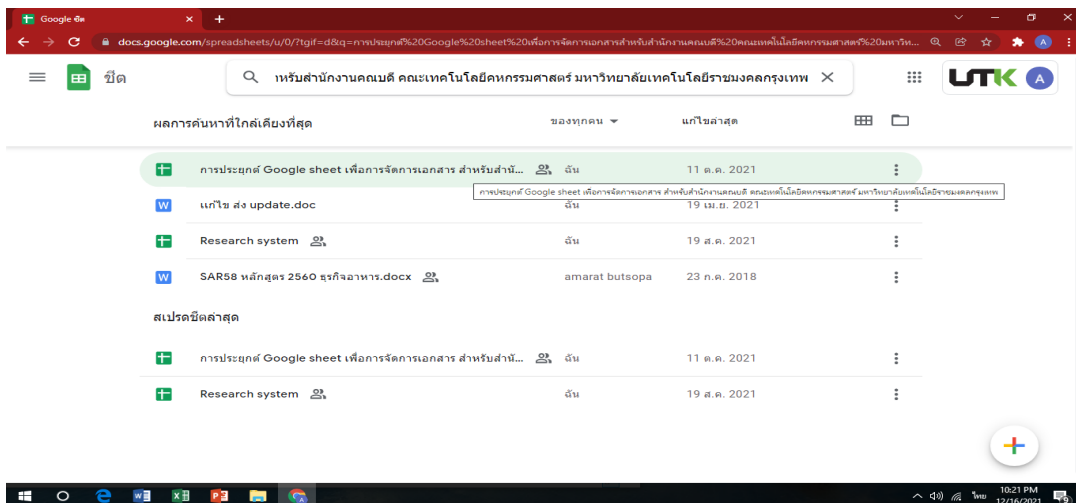 Google ชีต
docs.google.com/spreadsheets/u/0/?tgif=d&q=การประยุกต์%20Google%20sheet%20เพื่อการจัดการเอกสารสำหรับสำนักงานคณบดี%20คณะเทคโนโลยีคหกรรมศาสตร์%20มหาวิท...
ชีต
าหรับสำนักงานคณบดี คณะเทคโนโลยีคหกรรมศาสตร์ มหาวิทยาลัยเทคโนโลยีราชมงคลกรุงเทพ
UTK A
ผลการค้นหาที่ใกล้เคียงที่สุด ของทุกคน แก้ไขล่าสุด
การประยุกต์ Google sheet เพื่อการจัดการเอกสาร สำหรับสำนั... ฉัน 11 ต.ค. 2021
การประยุกต์ Google sheet เพื่อการจัดการเอกสาร สำหรับสำนักงานคณบดี คณะเทคโนโลยีคหกรรมศาสตร์ มหาวิทยาลัยเทคโนโลยีราชมงคลกรุงเทพ
แก้ไข ส่ง update.doc ฉัน 19 เม.ย. 2021
Research system ฉัน 19 ส.ค. 2021
SAR58 หลักสูตร 2560 ธุรกิจอาหาร.docx amarat butsopa 23 ก.ค. 2018
สเปรดชีตล่าสุด
การประยุกต์ Google sheet เพื่อการจัดการเอกสาร สำหรับสำนั... ฉัน 11 ต.ค. 2021
Research system ฉัน 19 ส.ค. 2021
ไทย 10:21 PM
12/16/2021